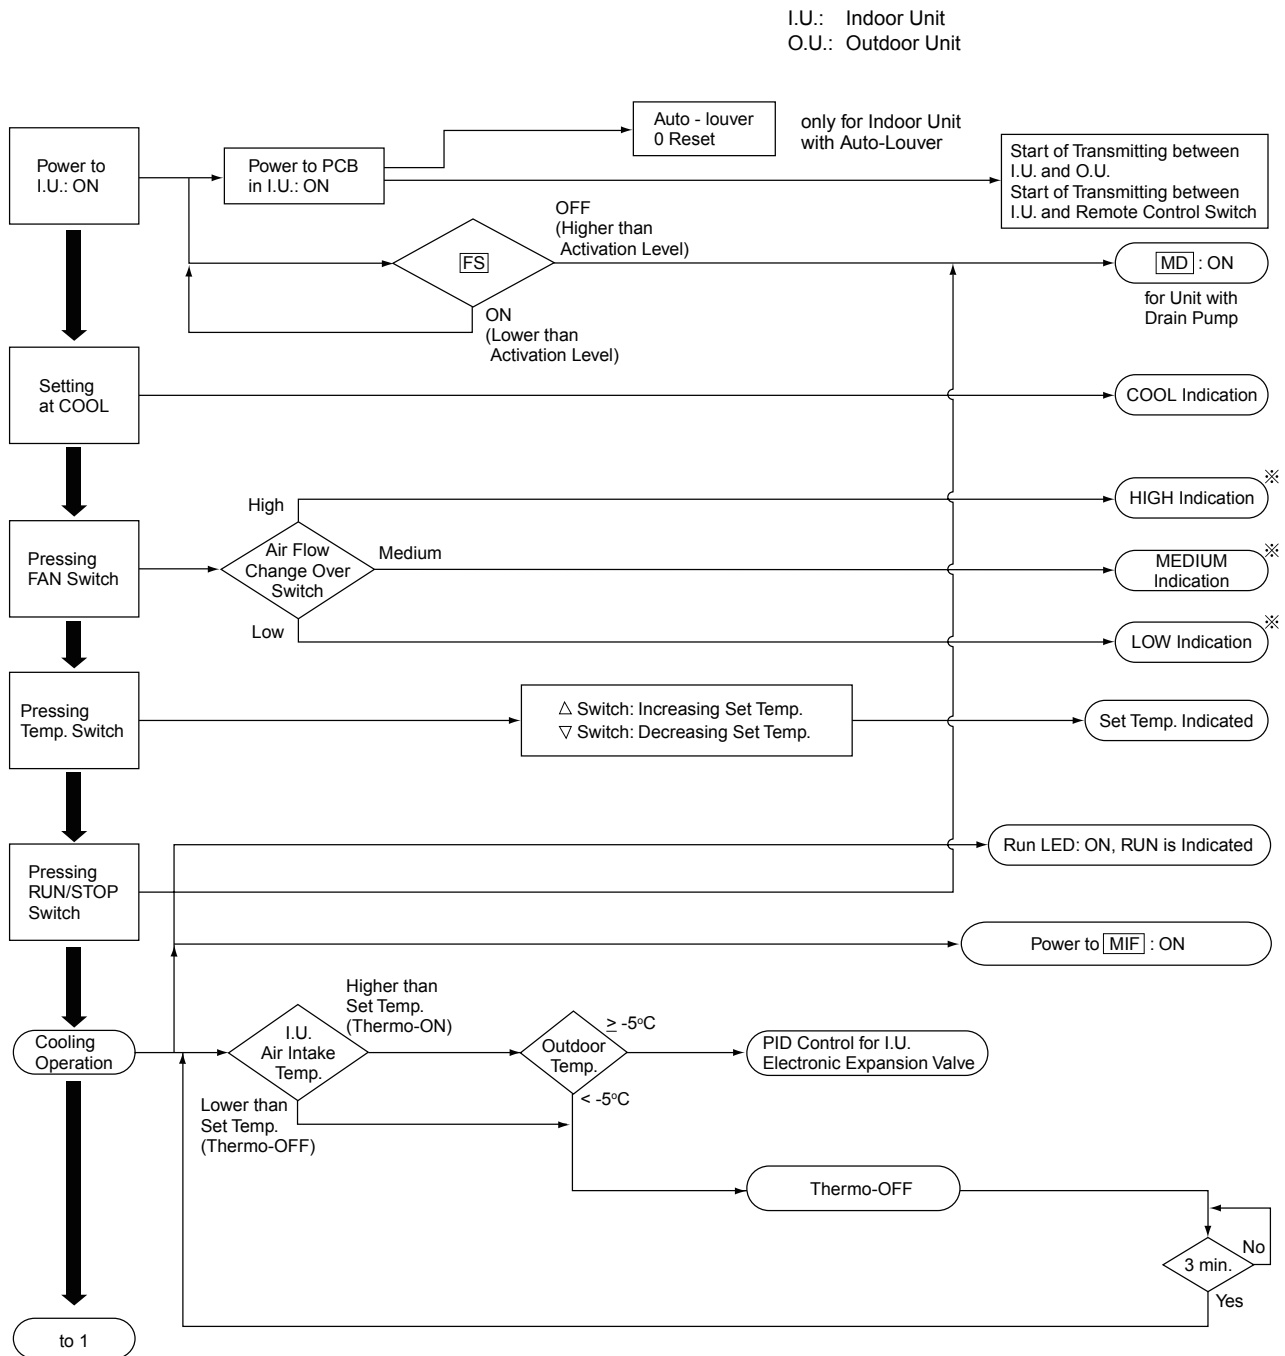 I.U.: Indoor Unit
O.U.: Outdoor Unit
Power to
I.U.: ON
Power to PCB
in I.U.: ON
Auto - louver
0 Reset
only for Indoor Unit
with Auto-Louver
Start of Transmitting between
I.U. and O.U.
Start of Transmitting between
I.U. and Remote Control Switch
FS
OFF
(Higher than
Activation Level)
ON
(Lower than
Activation Level)
MD : ON
for Unit with
Drain Pump
Setting
at COOL
COOL Indication
Pressing
FAN Switch
High
Air Flow
Change Over
Switch
Medium
Low
HIGH Indication ※
MEDIUM ※
Indication
LOW Indication ※
Pressing
Temp. Switch
△ Switch: Increasing Set Temp.
▽ Switch: Decreasing Set Temp.
Set Temp. Indicated
Pressing
RUN/STOP
Switch
Run LED: ON, RUN is Indicated
Power to MIF : ON
Cooling
Operation
I.U.
Air Intake
Temp.
Higher than
Set Temp.
(Thermo-ON)
Lower than
Set Temp.
(Thermo-OFF)
Outdoor
Temp.
≥ -5°C
< -5°C
PID Control for I.U.
Electronic Expansion Valve
Thermo-OFF
3 min.
No
Yes
to 1